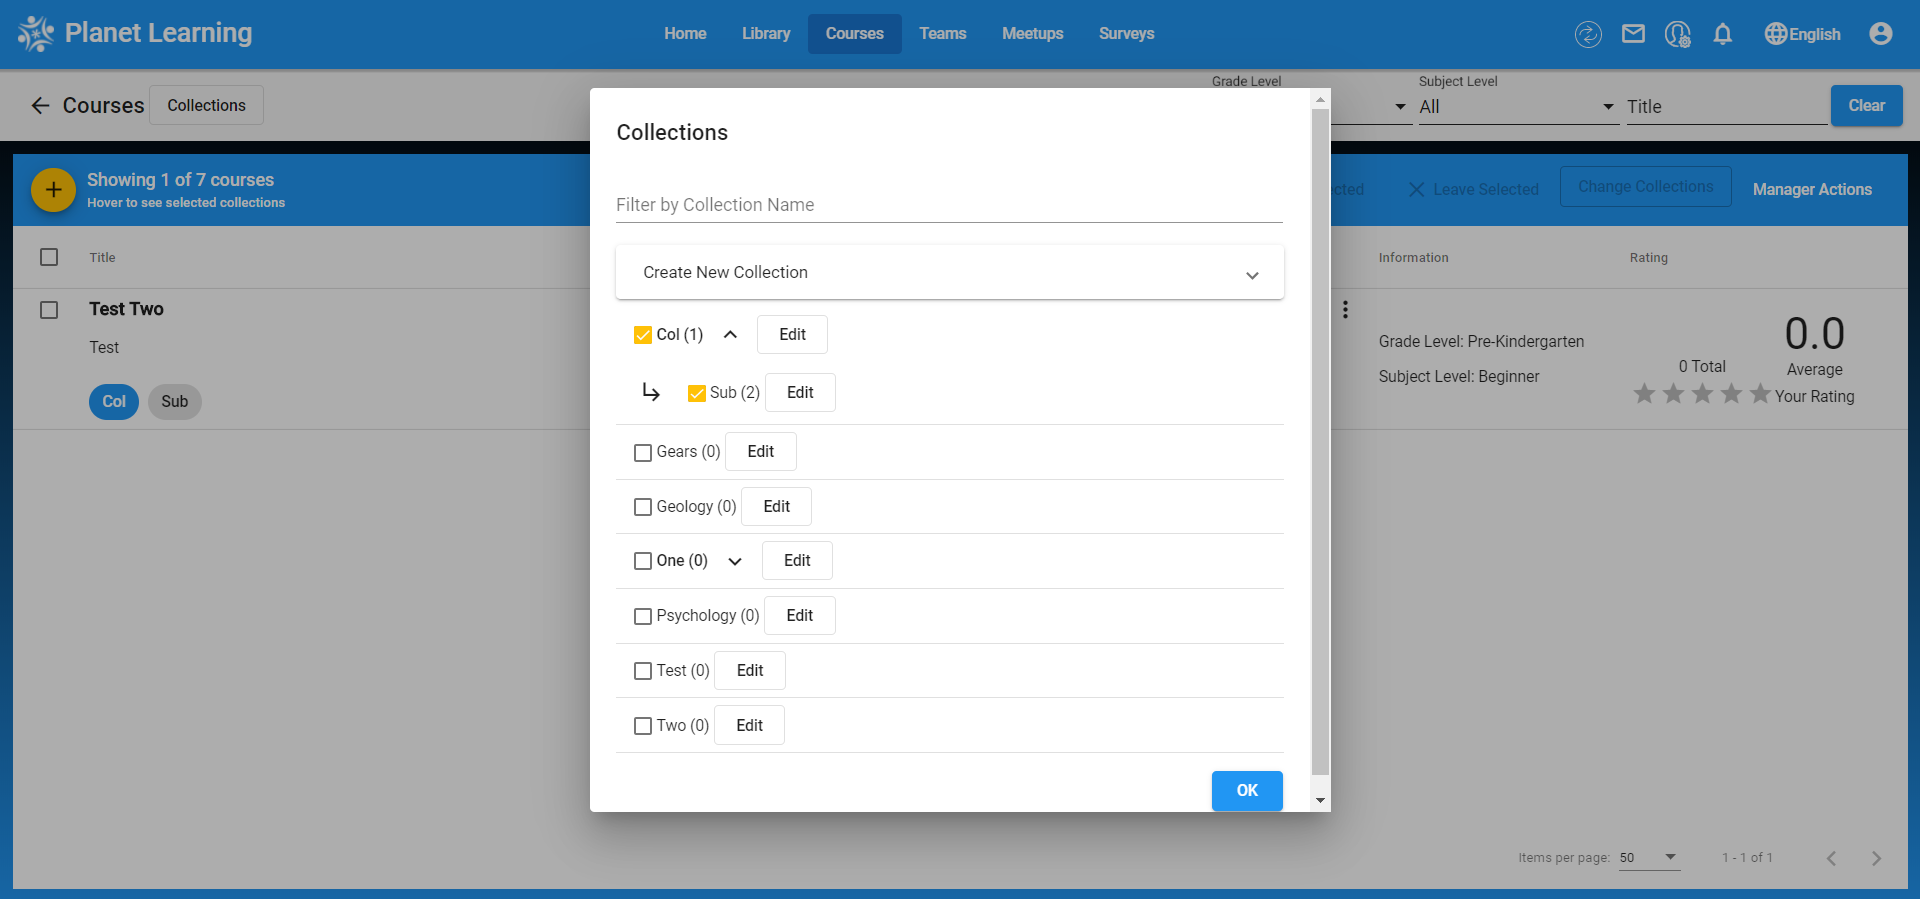 Planet Learning
Home Library Courses Teams Meetups Surveys English
Courses Collections
Grade Level
Subject Level
All
Title
Clear
Showing 1 of 7 courses
Hover to see selected collections
Leave Selected Change Collections Manager Actions
Title Information Rating
Test Two
Test
Col Sub
Grade Level: Pre-Kindergarten
Subject Level: Beginner
0 Total
0.0
Average
Your Rating
Collections
Filter by Collection Name
Create New Collection
Col (1) Edit
Sub (2) Edit
Gears (0) Edit
Geology (0) Edit
One (0) Edit
Psychology (0) Edit
Test (0) Edit
Two (0) Edit
OK
Items per page: 50 1 - 1 of 1